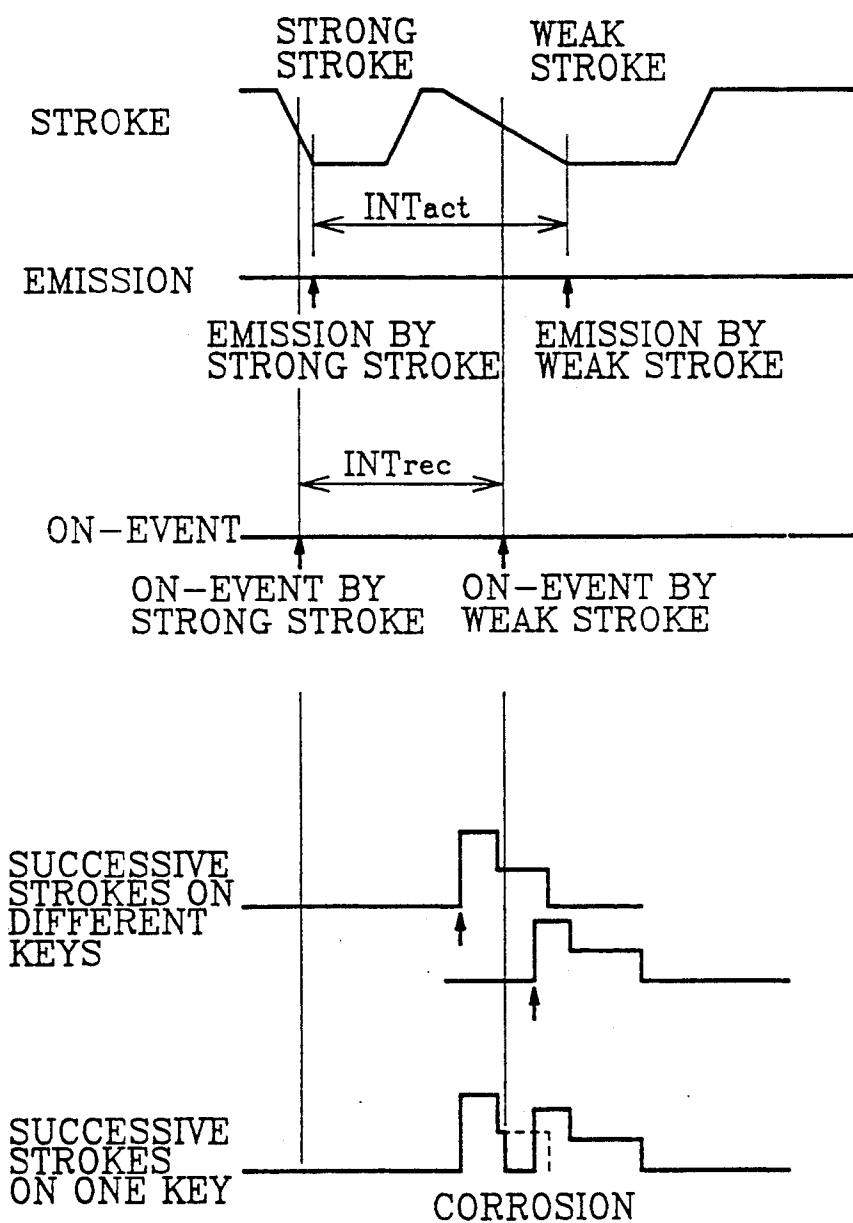 STRONG
STROKE
WEAK
STROKE
STROKE
INTact
EMISSION
EMISSION BY
STRONG STROKE
EMISSION BY
WEAK STROKE
INTrec
ON-EVENT
ON-EVENT BY
STRONG STROKE
ON-EVENT BY
WEAK STROKE
SUCCESSIVE
STROKES ON
DIFFERENT
KEYS
SUCCESSIVE
STROKES
ON ONE KEY
CORROSION